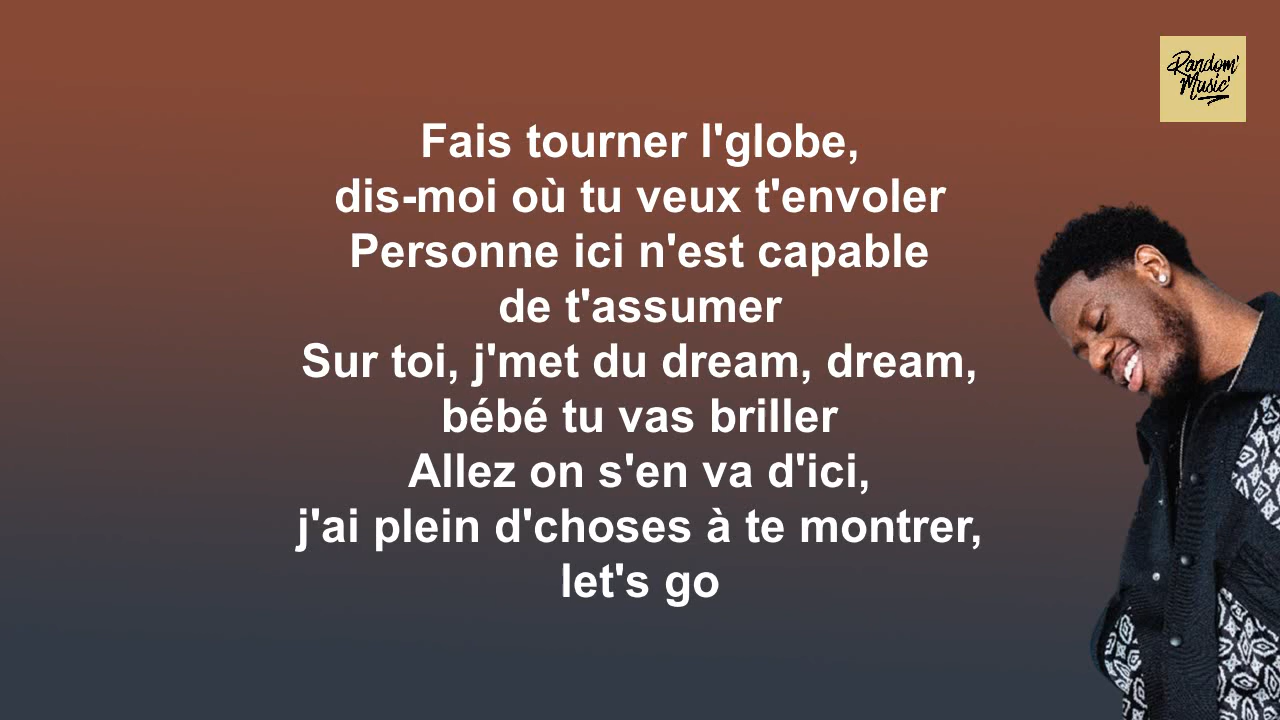 Random'
Music'
Fais tourner l'globe,
dis-moi où tu veux t'envoler
Personne ici n'est capable
de t'assumer
Sur toi, j'met du dream, dream,
bébé tu vas briller
Allez on s'en va d'ici,
j'ai plein d'choses à te montrer,
let's go